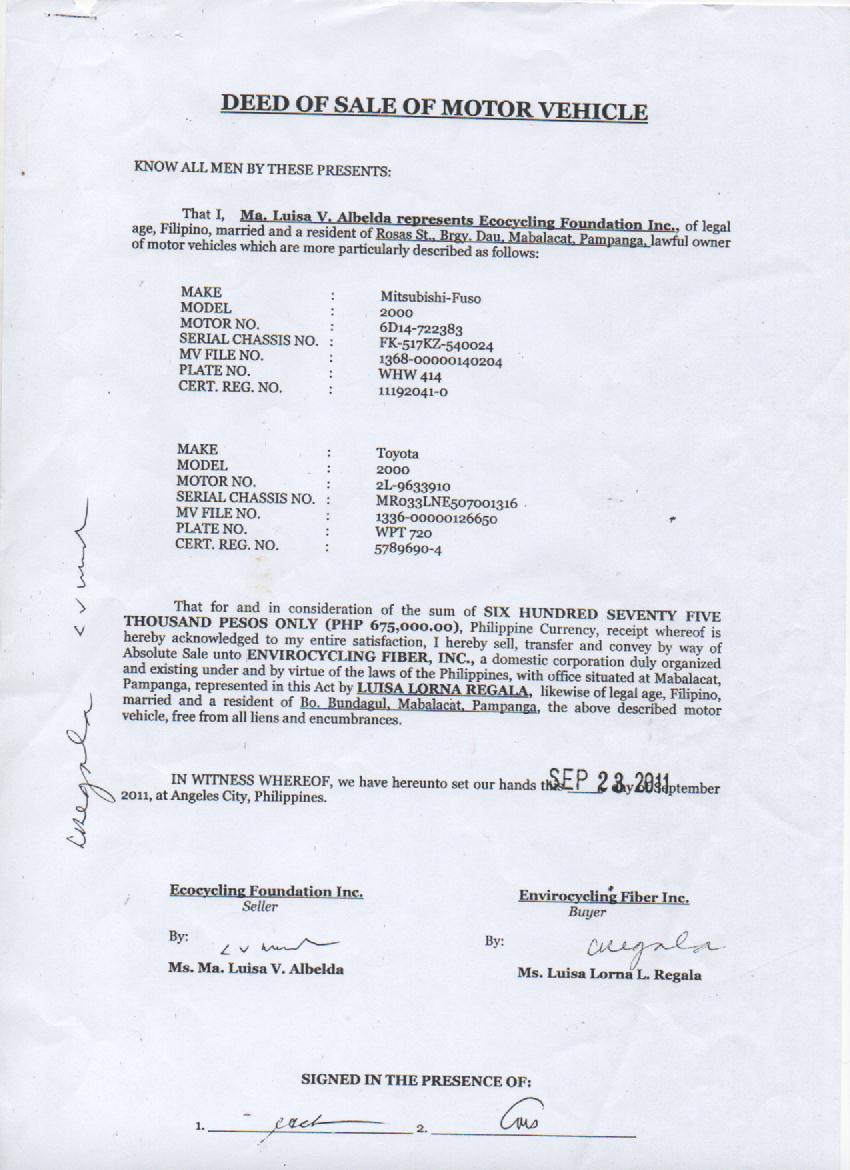 DEED OF SALE OF MOTOR VEHICLE
KNOW ALL MEN BY THESE PRESENTS:
That I, Ma. Luisa V. Albelda represents Ecocycling Foundation Inc., of legal
age, Filipino, married and a resident of Rosas St., Brgy. Dau, Mabalacat, Pampanga, lawful owner
of motor vehicles which are more particularly described as follows:
MAKE : Mitsubishi-Fuso
MODEL : 2000
MOTOR NO. : 6D14-722383
SERIAL CHASSIS NO. : FK-517KZ-540024
MV FILE NO. : 1368-00000140204
PLATE NO. : WHW 414
CERT. REG. NO. : 11192041-0
MAKE : Toyota
MODEL : 2000
MOTOR NO. : 2L-9633910
SERIAL CHASSIS NO. : MR033LNE507001316
MV FILE NO. : 1336-00000126650
PLATE NO. : WPT 720
CERT. REG. NO. : 5789690-4
That for and in consideration of the sum of SIX HUNDRED SEVENTY FIVE
THOUSAND PESOS ONLY (PHP 675,000.00), Philippine Currency, receipt whereof is
hereby acknowledged to my entire satisfaction, I hereby sell, transfer and convey by way of
Absolute Sale unto ENVIROCYCLING FIBER, INC., a domestic corporation duly organized
and existing under and by virtue of the laws of the Philippines, with office situated at Mabalacat,
Pampanga, represented in this Act by LUISA LORNA REGALA, likewise of legal age, Filipino,
married and a resident of Bo. Bundagul, Mabalacat, Pampanga, the above described motor
vehicle, free from all liens and encumbrances.
IN WITNESS WHEREOF, we have hereunto set our hands this SEP 23 2011 day of September
2011, at Angeles City, Philippines.
Ecocycling Foundation Inc.
Seller
By:
Ms. Ma. Luisa V. Albelda
Envirocycling Fiber Inc.
Buyer
By:
Ms. Luisa Lorna L. Regala
SIGNED IN THE PRESENCE OF:
1. 2.